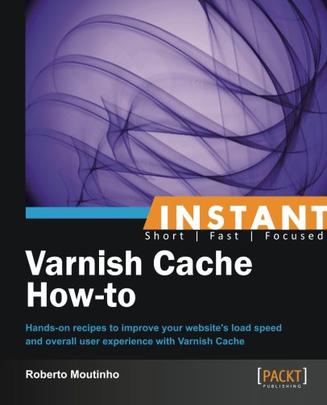 INSTANT
Short | Fast | Focused
Varnish Cache
How-to
Hands-on recipes to improve your website's load speed
and overall user experience with Varnish Cache
Roberto Moutinho
[PACKT]
PUBLISHING